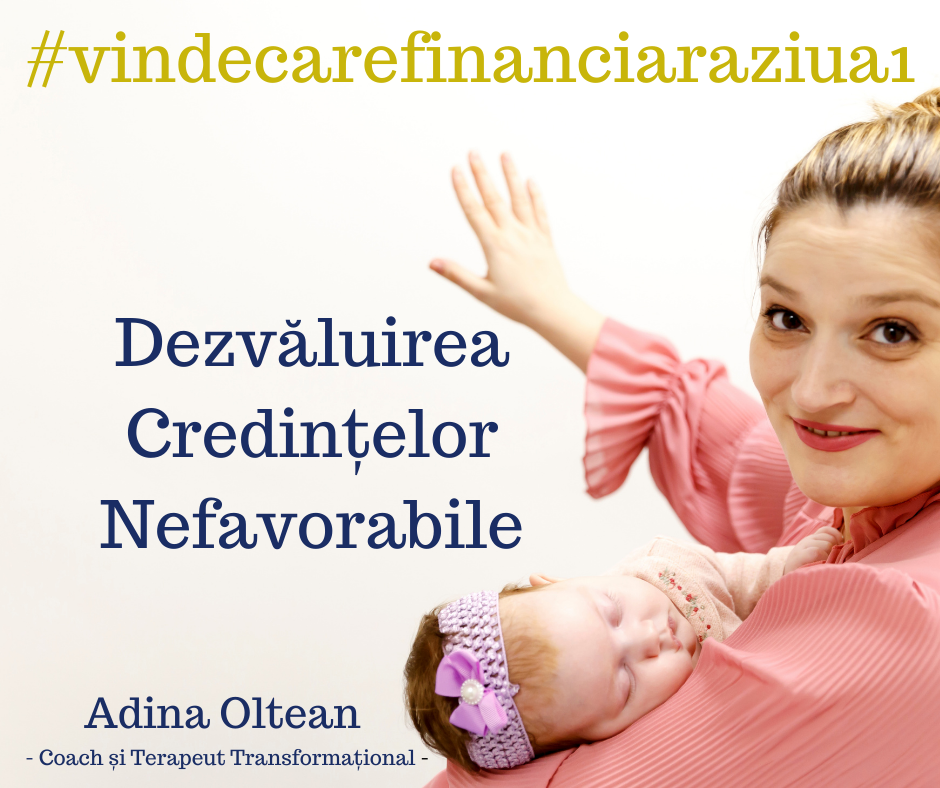 #vindecarefinanciaraziua1
Dezvăluirea
Credințelor
Nefavorabile
Adina Oltean
- Coach și Terapeut Transformațional -